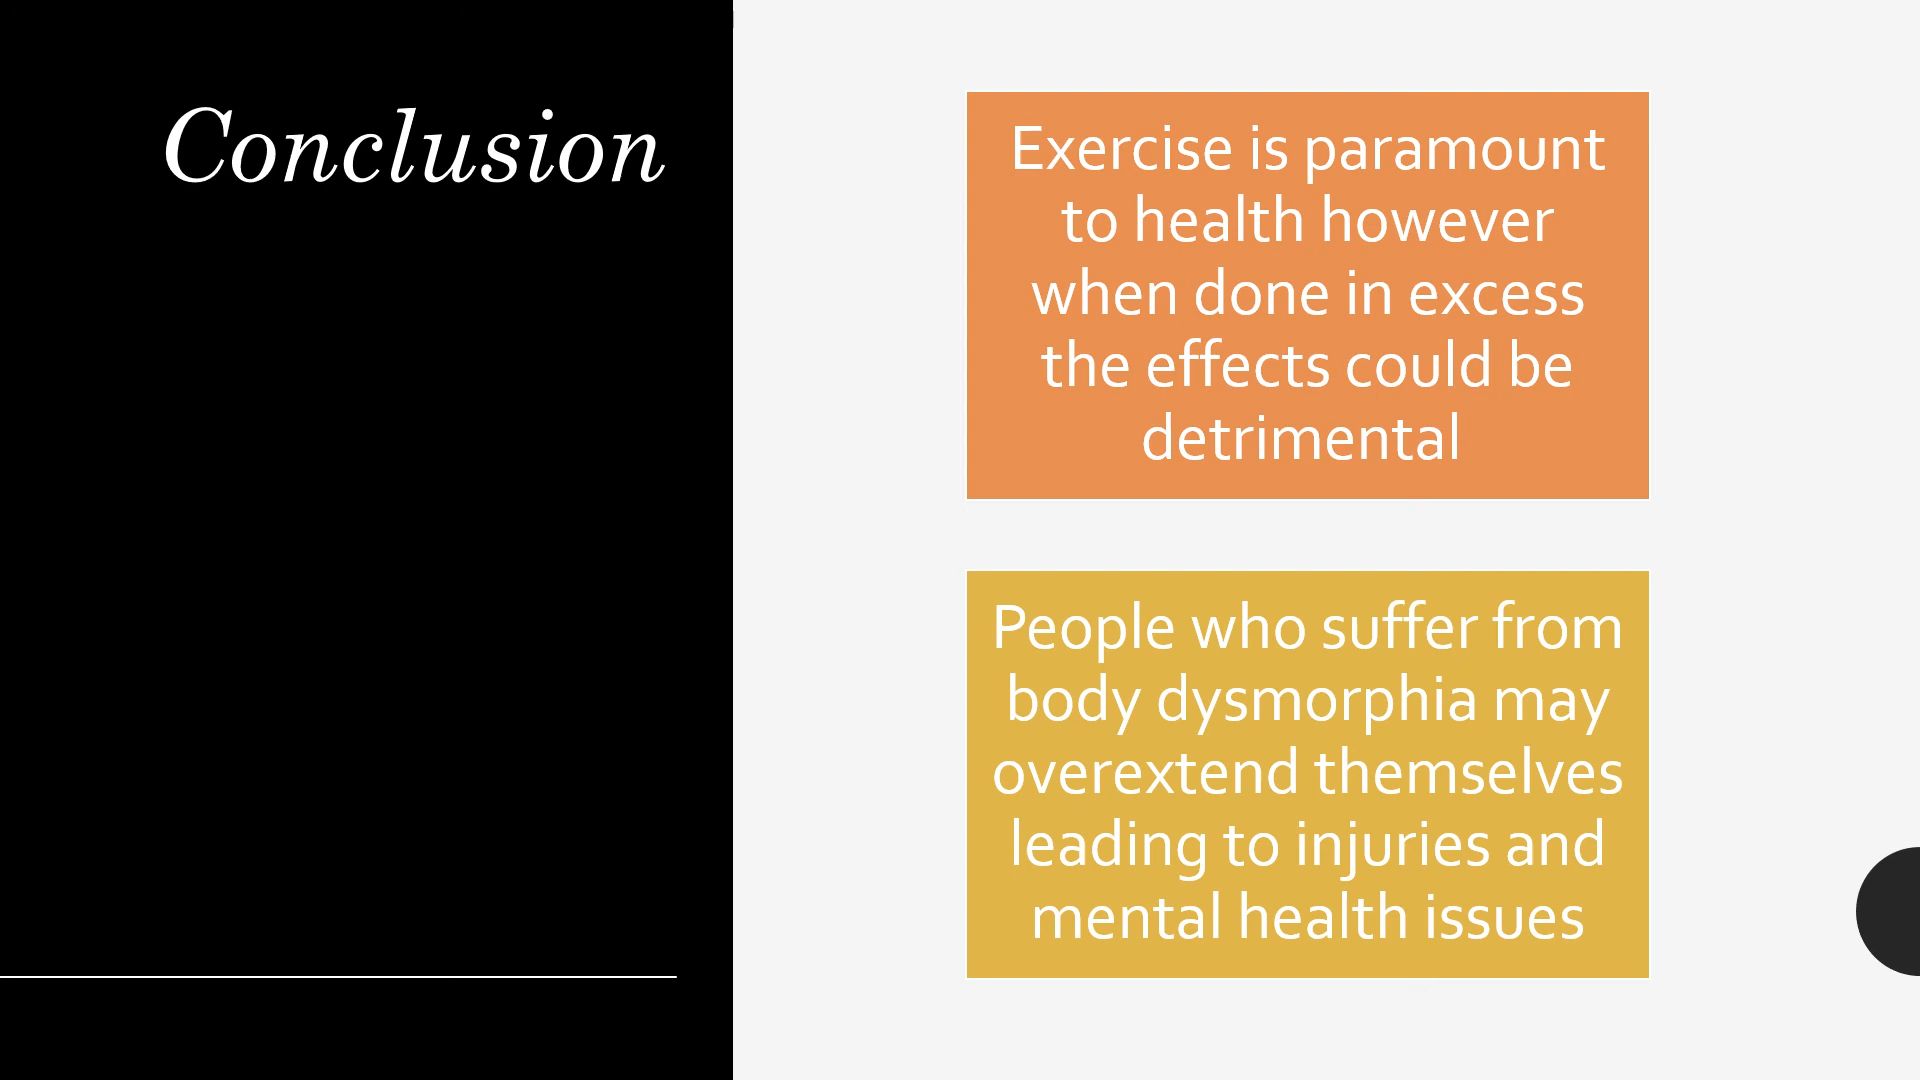 Conclusion
Exercise is paramount
to health however
when done in excess
the effects could be
detrimental
People who suffer from
body dysmorphia may
overextend themselves
leading to injuries and
mental health issues